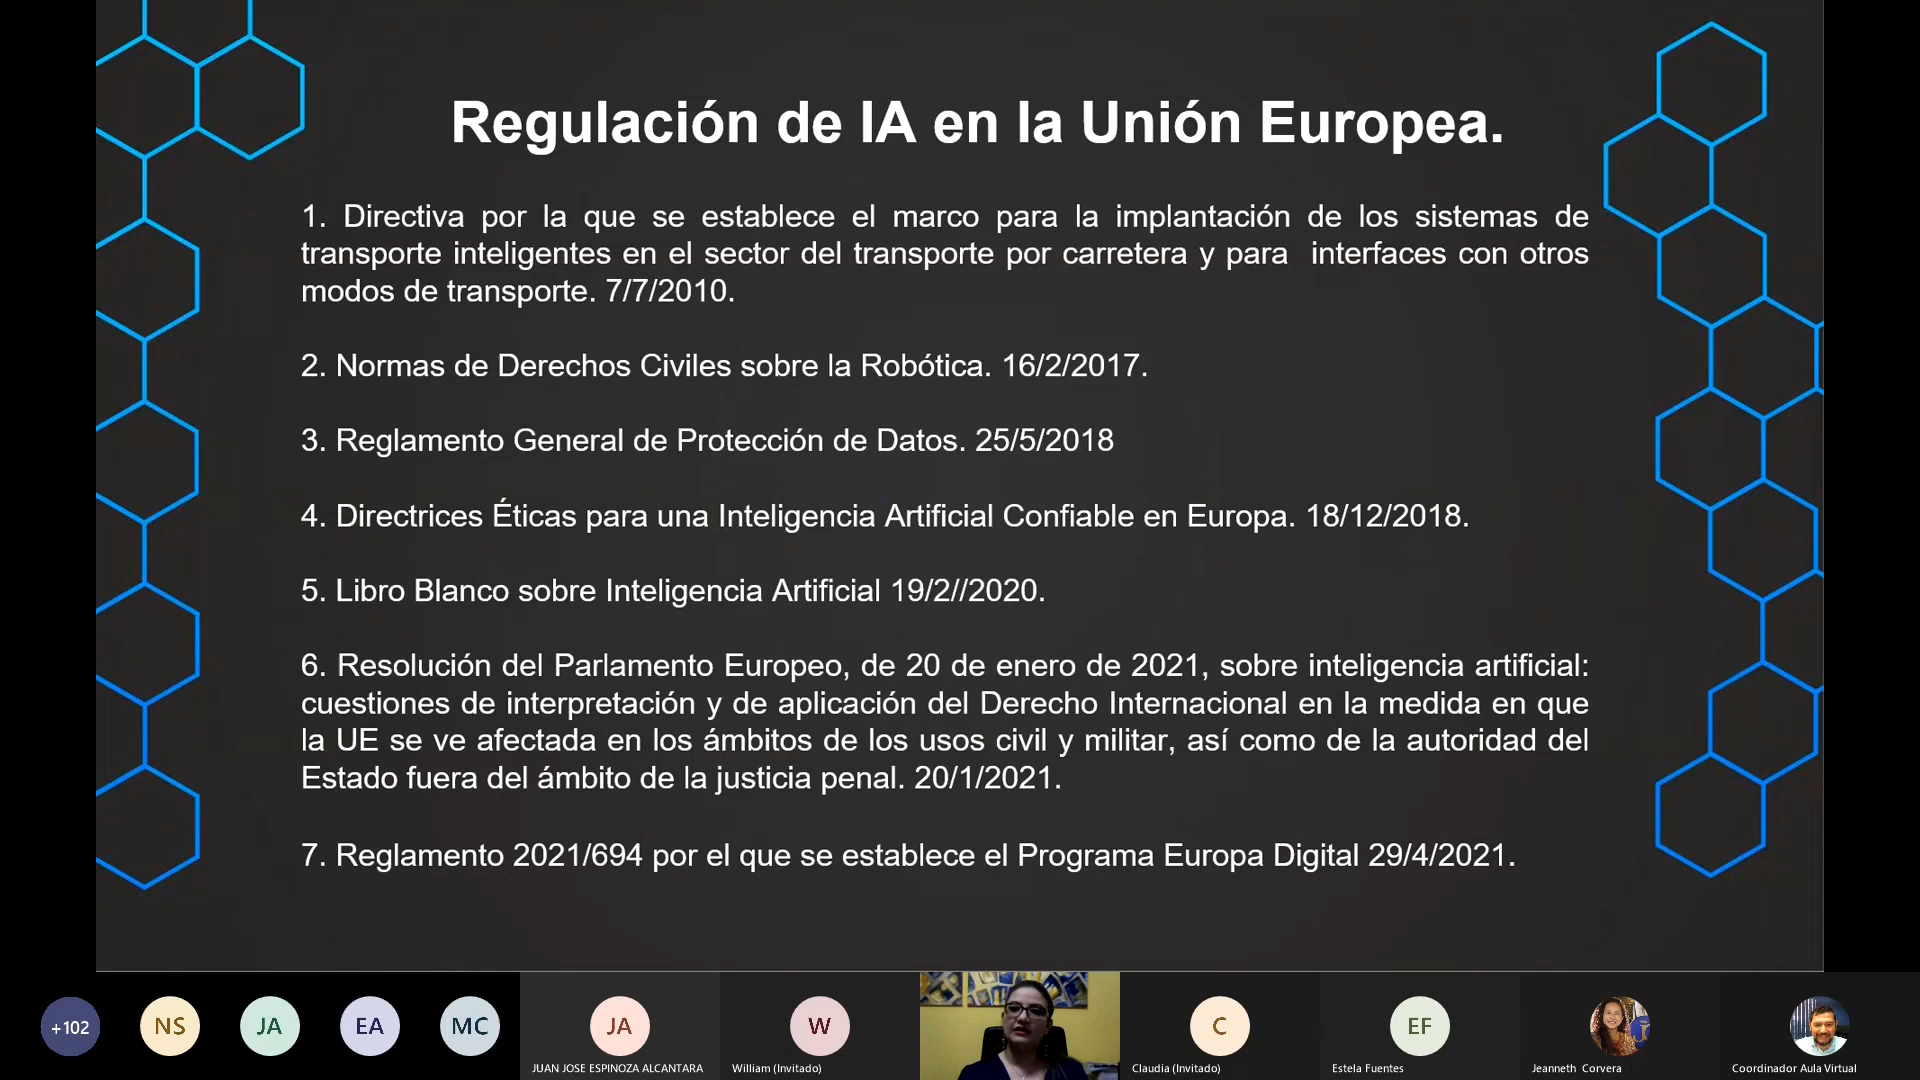 Regulación de IA en la Unión Europea.
1. Directiva por la que se establece el marco para la implantación de los sistemas de
transporte inteligentes en el sector del transporte por carretera y para interfaces con otros
modos de transporte. 7/7/2010.
2. Normas de Derechos Civiles sobre la Robótica. 16/2/2017.
3. Reglamento General de Protección de Datos. 25/5/2018
4. Directrices Éticas para una Inteligencia Artificial Confiable en Europa. 18/12/2018.
5. Libro Blanco sobre Inteligencia Artificial 19/2//2020.
6. Resolución del Parlamento Europeo, de 20 de enero de 2021, sobre inteligencia artificial:
cuestiones de interpretación y de aplicación del Derecho Internacional en la medida en que
la UE se ve afectada en los ámbitos de los usos civil y militar, así como de la autoridad del
Estado fuera del ámbito de la justicia penal. 20/1/2021.
7. Reglamento 2021/694 por el que se establece el Programa Europa Digital 29/4/2021.
+102 NS JA EA MC JA W C EF
JUAN JOSE ESPINOZA ALCANTARA William (Invitado) Claudia (Invitado) Estela Fuentes Jeanneth Corvera Coordinador Aula Virtual